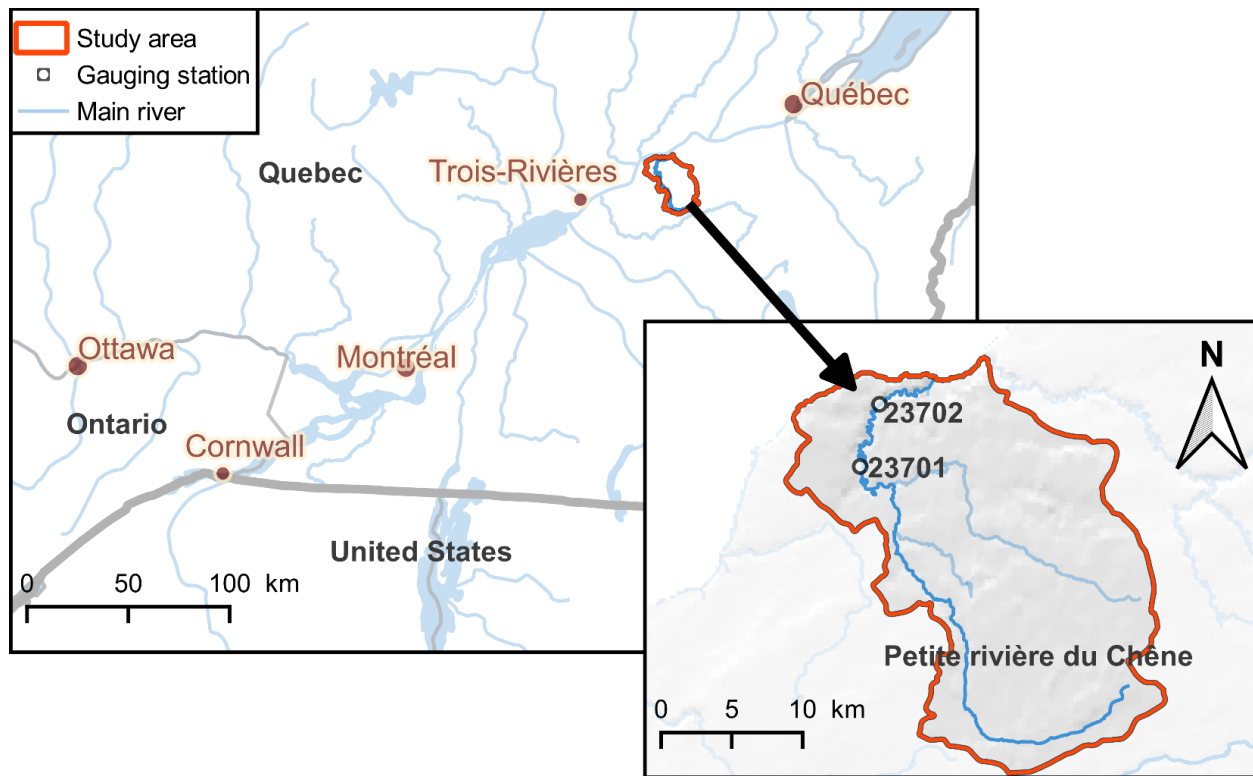 Study area
Gauging station
Main river
Québec
Quebec
Trois-Rivières
Ottawa
Montréal
Ontario
Cornwall
United States
0 50 100 km
N
23702
23701
Petite rivière du Chêne
0 5 10 km